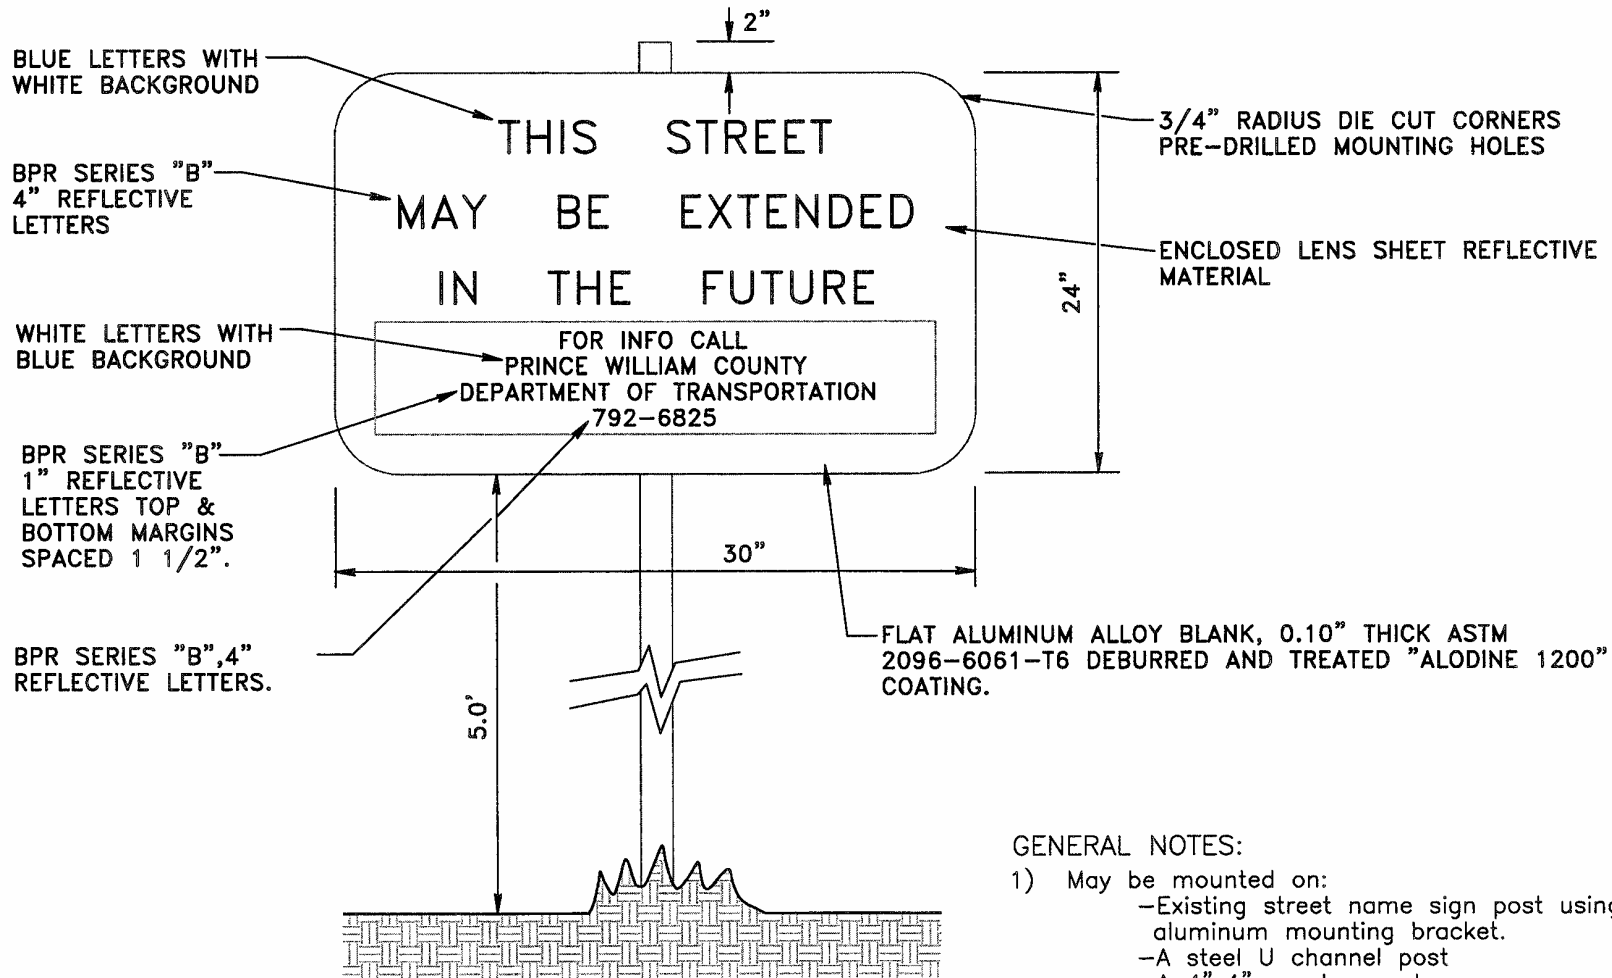 2"
BLUE LETTERS WITH
WHITE BACKGROUND
3/4" RADIUS DIE CUT CORNERS
PRE-DRILLED MOUNTING HOLES
THIS STREET
MAY BE EXTENDED
IN THE FUTURE
BPR SERIES "B"
4" REFLECTIVE
LETTERS
ENCLOSED LENS SHEET REFLECTIVE
MATERIAL
24"
WHITE LETTERS WITH
BLUE BACKGROUND
FOR INFO CALL
PRINCE WILLIAM COUNTY
DEPARTMENT OF TRANSPORTATION
792-6825
BPR SERIES "B"
1" REFLECTIVE
LETTERS TOP &
BOTTOM MARGINS
SPACED 1 1/2".
30"
BPR SERIES "B",4"
REFLECTIVE LETTERS.
FLAT ALUMINUM ALLOY BLANK, 0.10" THICK ASTM
2096-6061-T6 DEBURRED AND TREATED "ALODINE 1200"
COATING.
5.0'
GENERAL NOTES:
1) May be mounted on:
-Existing street name sign post using
aluminum mounting bracket.
-A steel U channel post